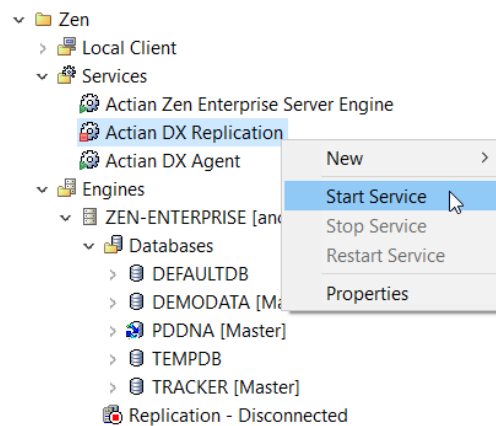 Zen
Local Client
Services
Actian Zen Enterprise Server Engine
Actian DX Replication
Actian DX Agent
New
Start Service
Stop Service
Restart Service
Properties
Engines
ZEN-ENTERPRISE [an
Databases
DEFAULTDB
DEMODATA [Ma
PDDNA [Master]
TEMPDB
TRACKER [Master]
Replication - Disconnected